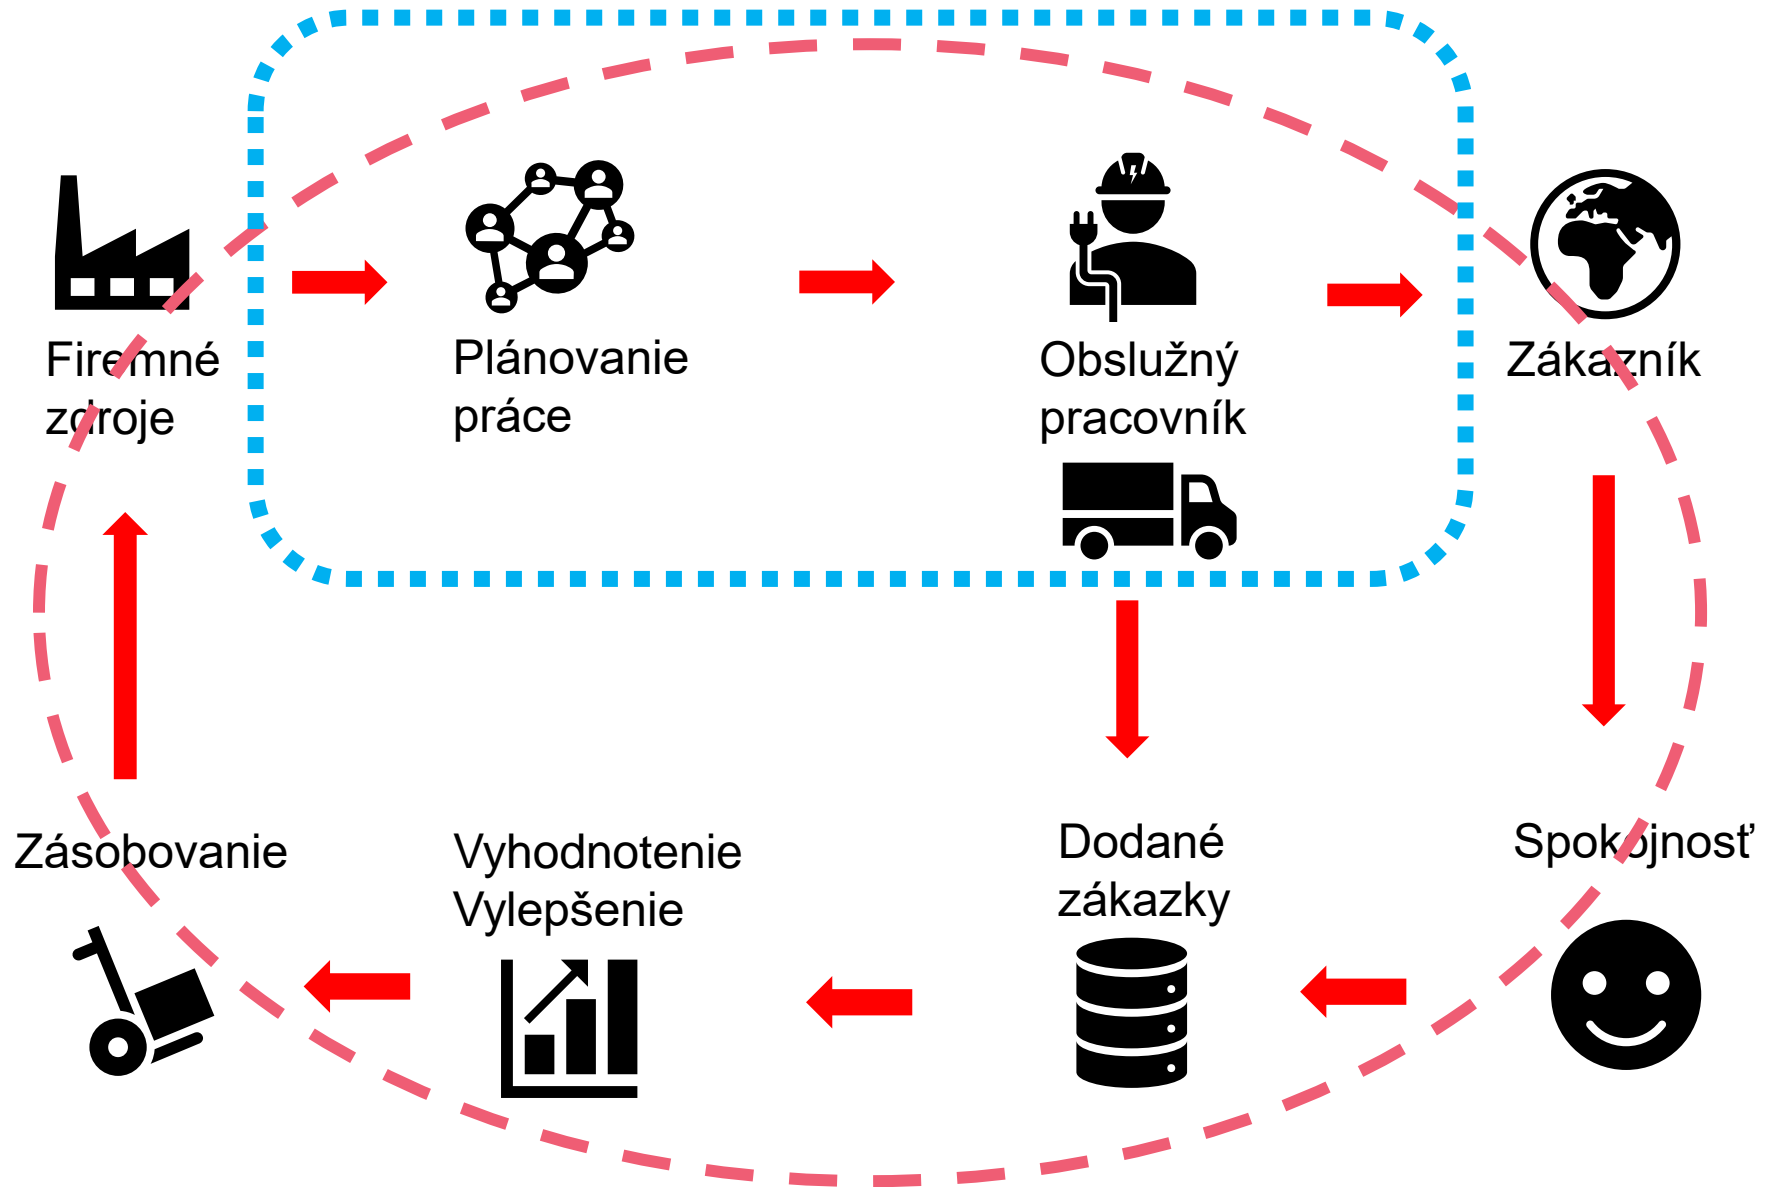 Firemné
zdroje
Plánovanie
práce
Obslužný
pracovník
Zákazník
Zásobovanie
Vyhodnotenie
Vylepšenie
Dodané
zákazky
Spokojnosť